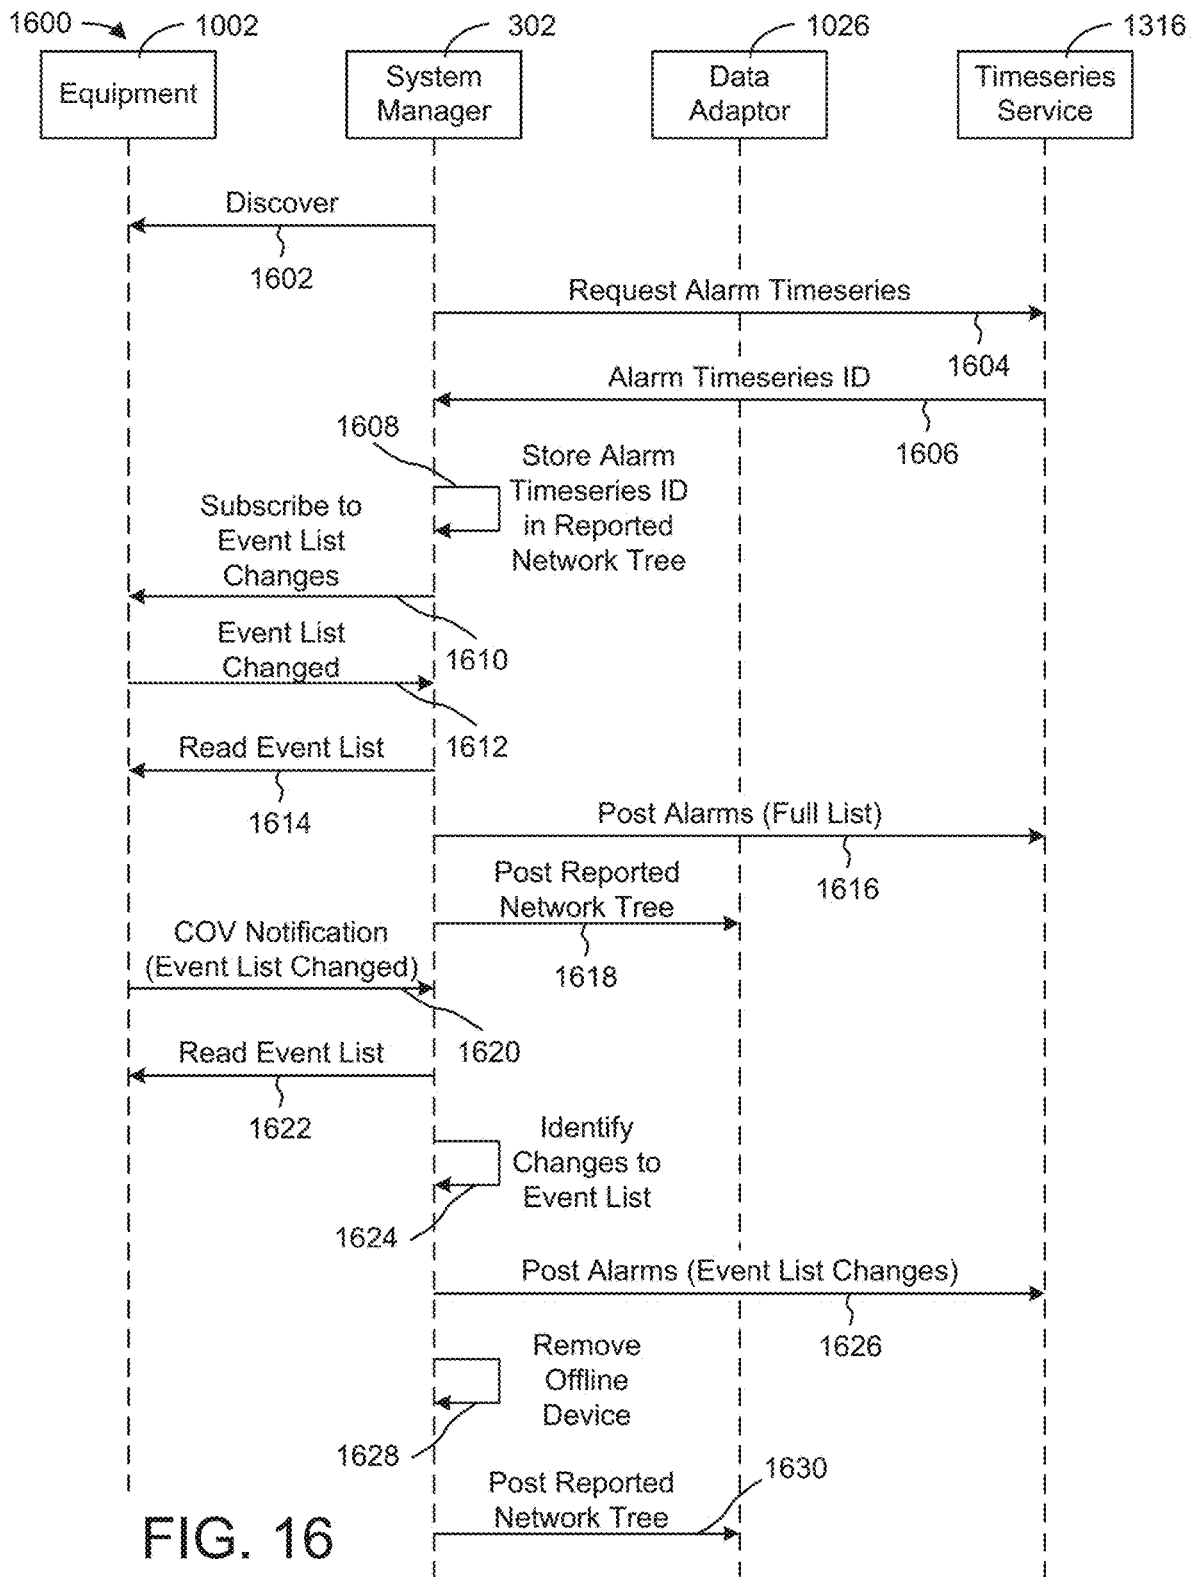 1600
1002
302
1026
1316
Equipment
System
Manager
Data
Adaptor
Timeseries
Service
Discover
1602
Request Alarm Timeseries
1604
Alarm Timeseries ID
1606
1608
Store Alarm
Timeseries ID
in Reported
Network Tree
Subscribe to
Event List
Changes
1610
Event List
Changed
1612
Read Event List
1614
Post Alarms (Full List)
1616
Post Reported
Network Tree
1618
COV Notification
(Event List Changed)
1620
Read Event List
1622
Identify
Changes to
Event List
1624
Post Alarms (Event List Changes)
1626
Remove
Offline
Device
1628
Post Reported
Network Tree
1630
FIG. 16